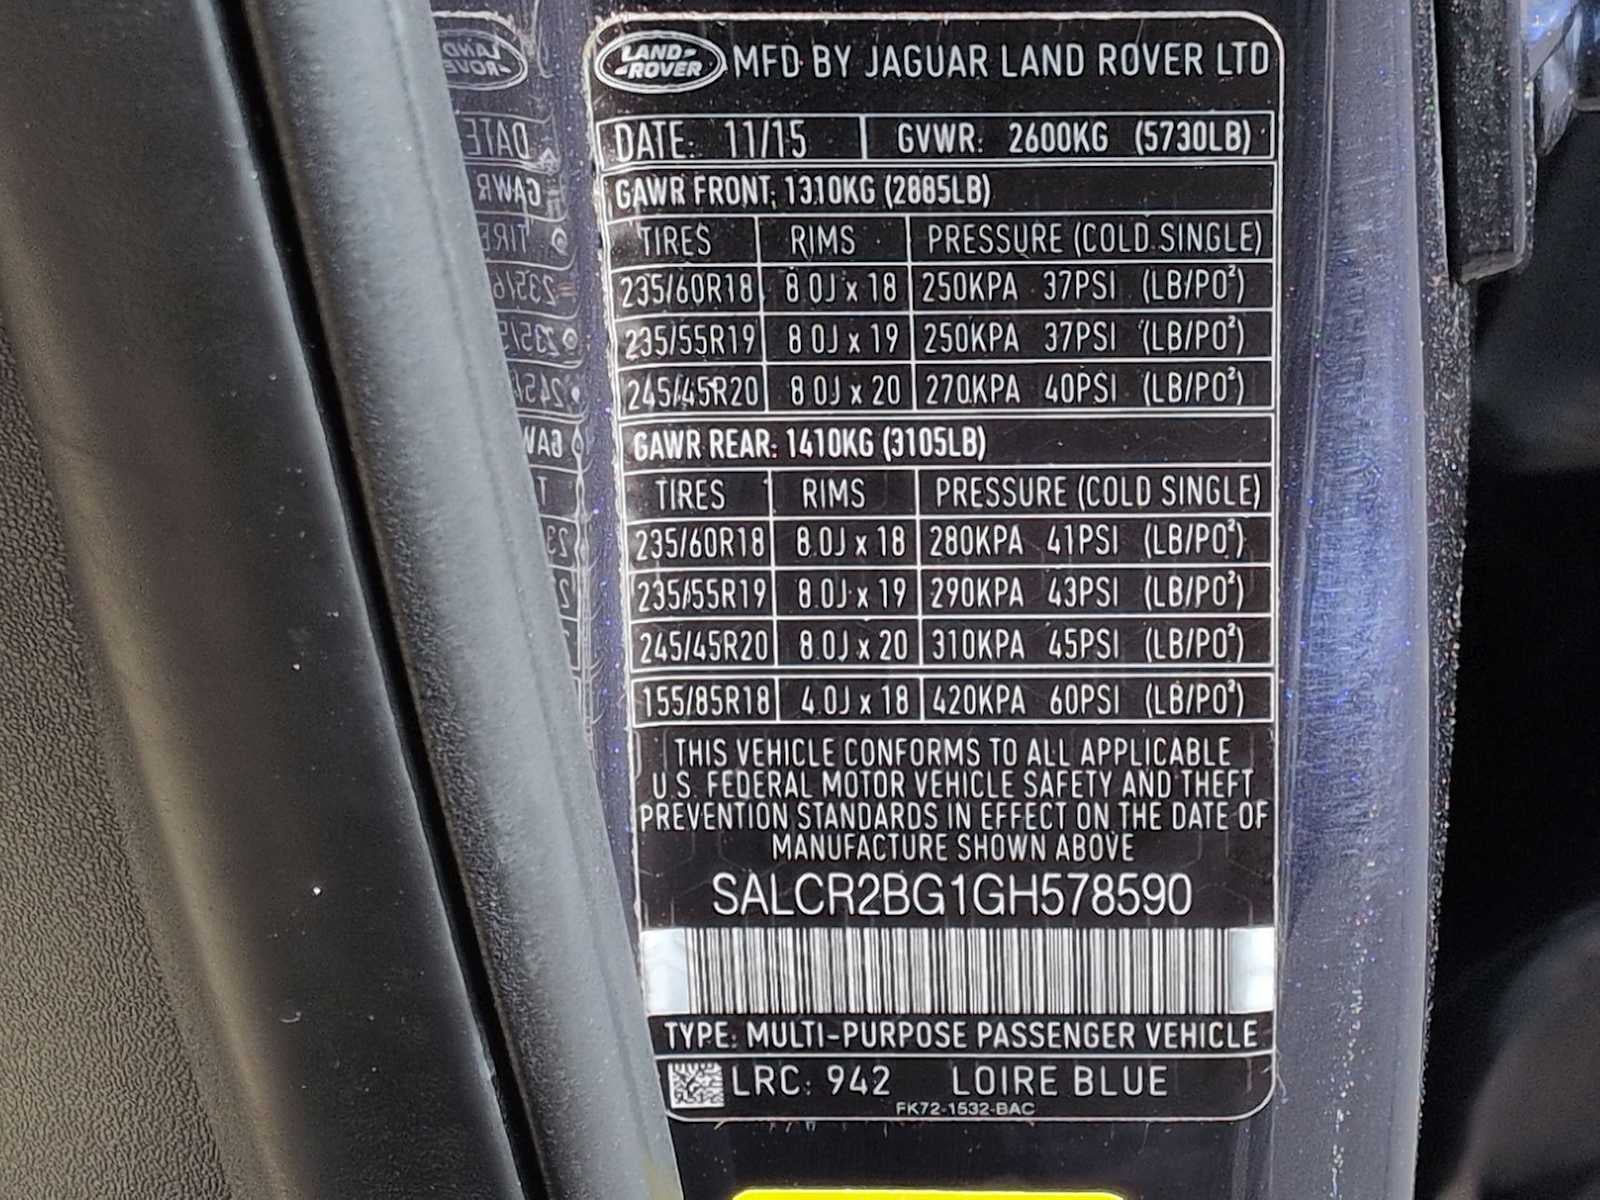 LAND-
-ROVER
MFD BY JAGUAR LAND ROVER LTD
DATE: 11/15 GVWR: 2600KG (5730LB)
GAWR FRONT: 1310KG (2885LB)
TIRES RIMS PRESSURE (COLD SINGLE)
235/60R18 8.0J x 18 250KPA 37PSI (LB/PO²)
235/55R19 8.0J x 19 250KPA 37PSI (LB/PO²)
245/45R20 8.0J x 20 270KPA 40PSI (LB/PO²)
GAWR REAR: 1410KG (3105LB)
TIRES RIMS PRESSURE (COLD SINGLE)
235/60R18 8.0J x 18 280KPA 41PSI (LB/PO²)
235/55R19 8.0J x 19 290KPA 43PSI (LB/PO²)
245/45R20 8.0J x 20 310KPA 45PSI (LB/PO²)
155/85R18 4.0J x 18 420KPA 60PSI (LB/PO²)
THIS VEHICLE CONFORMS TO ALL APPLICABLE
U.S. FEDERAL MOTOR VEHICLE SAFETY AND THEFT
PREVENTION STANDARDS IN EFFECT ON THE DATE OF
MANUFACTURE SHOWN ABOVE
SALCR2BG1GH578590
TYPE: MULTI-PURPOSE PASSENGER VEHICLE
LRC: 942 LOIRE BLUE
FK72-1532-BAC